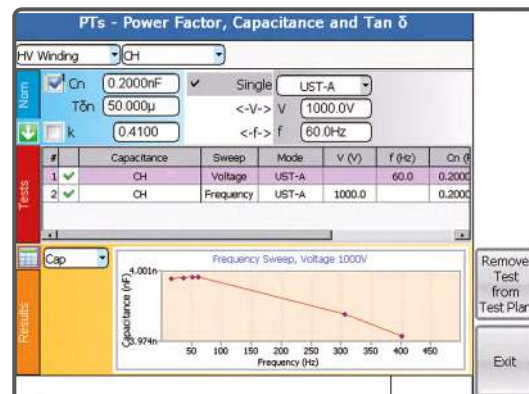 PTs - Power Factor, Capacitance and Tan δ
HV Winding CH
Nom
Cn 0.2000nF Single UST-A
Tδn 50.000µ <-V-> V 1000.0V
k 0.4100 <-f-> f 60.0Hz
Tests
# Capacitance Sweep Mode V (V) f (Hz)
1 CH Voltage UST-A 60.0 0.2000
2 CH Frequency UST-A 1000.0 0.2000
Results
Cap
Frequency Sweep, Voltage 1000V
4.001n
Capacitance (nF)
50 100 150 200 250 300 350 400 450
Frequency (Hz)
Remove
Test
from
Test Plan
Exit